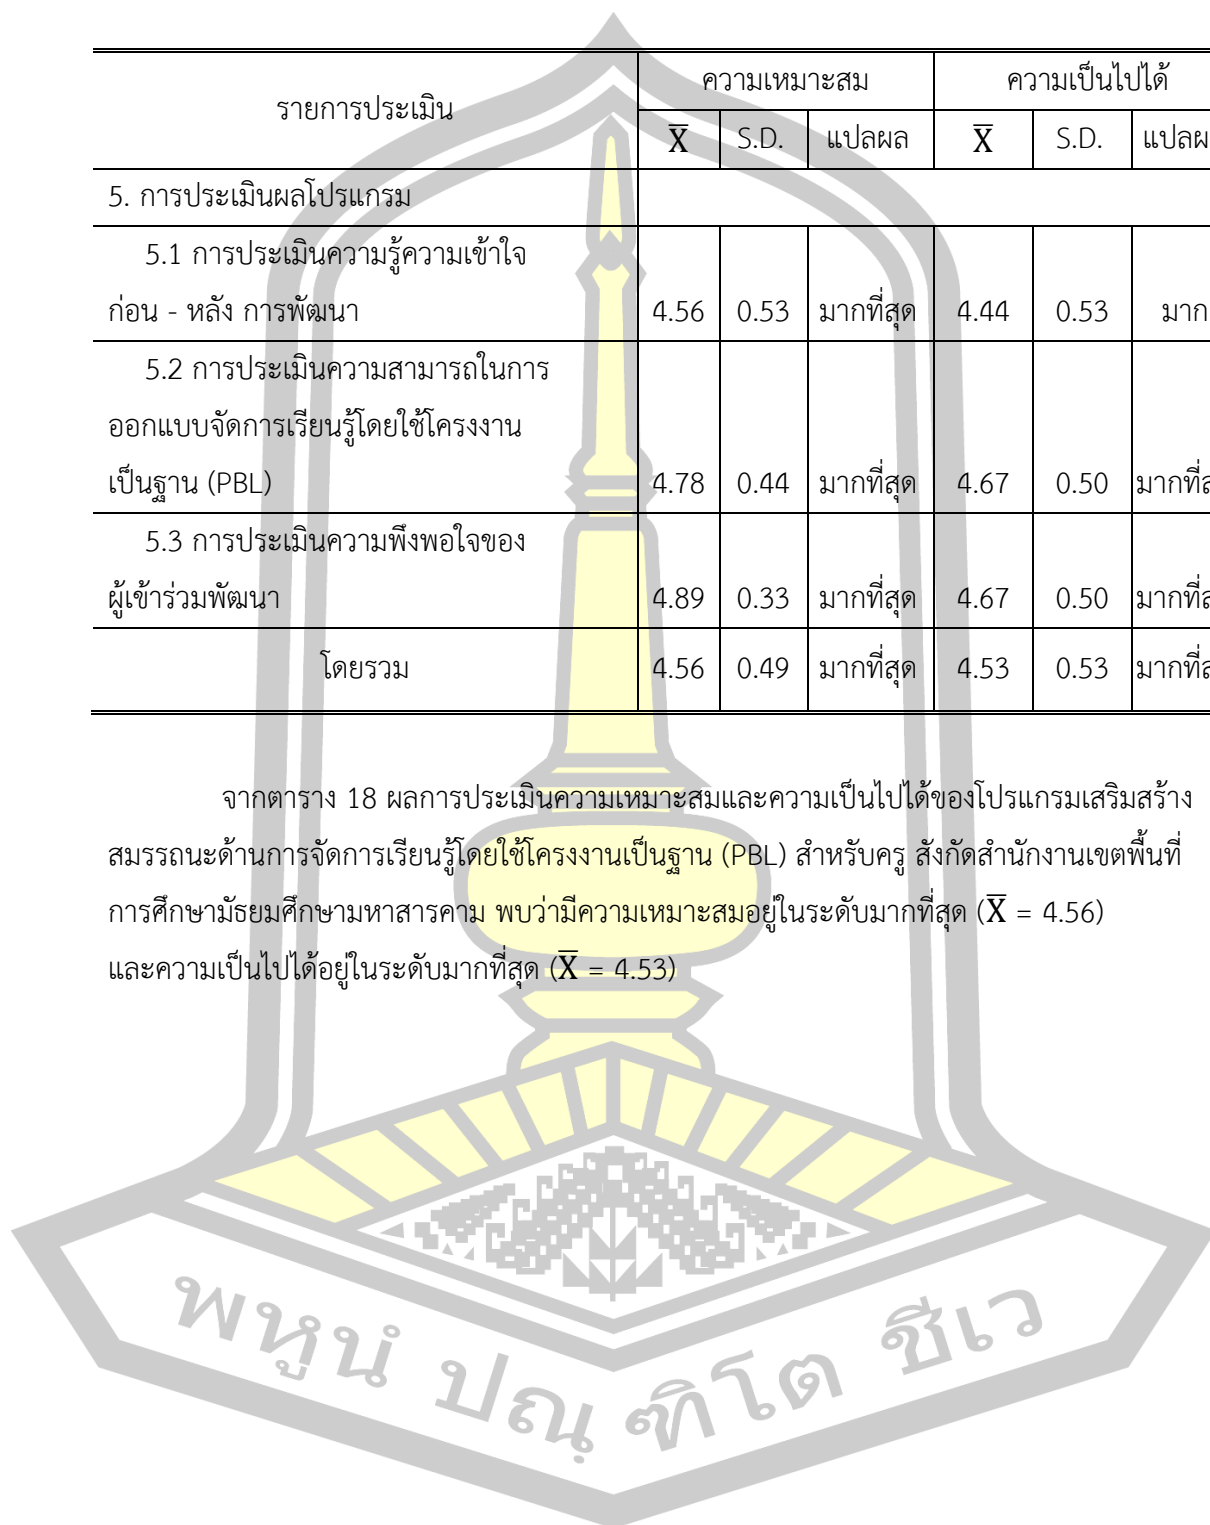 รายการประเมิน ความเหมาะสม ความเป็นไปได้
X̅ S.D. แปลผล X̅ S.D. แปลผ
5. การประเมินผลโปรแกรม
5.1 การประเมินความรู้ความเข้าใจ
ก่อน - หลัง การพัฒนา 4.56 0.53 มากที่สุด 4.44 0.53 มาก
5.2 การประเมินความสามารถในการ
ออกแบบจัดการเรียนรู้โดยใช้โครงงาน
เป็นฐาน (PBL) 4.78 0.44 มากที่สุด 4.67 0.50 มากที่ส
5.3 การประเมินความพึงพอใจของ
ผู้เข้าร่วมพัฒนา 4.89 0.33 มากที่สุด 4.67 0.50 มากที่ส
โดยรวม 4.56 0.49 มากที่สุด 4.53 0.53 มากที่ส
จากตาราง 18 ผลการประเมินความเหมาะสมและความเป็นไปได้ของโปรแกรมเสริมสร้าง
สมรรถนะด้านการจัดการเรียนรู้โดยใช้โครงงานเป็นฐาน (PBL) สำหรับครู สังกัดสำนักงานเขตพื้นที่
การศึกษามัธยมศึกษามหาสารคาม พบว่ามีความเหมาะสมอยู่ในระดับมากที่สุด (X̅ = 4.56)
และความเป็นไปได้อยู่ในระดับมากที่สุด (X̅ = 4.53)
พหูนํ ปณฺฑิโต ชีเว